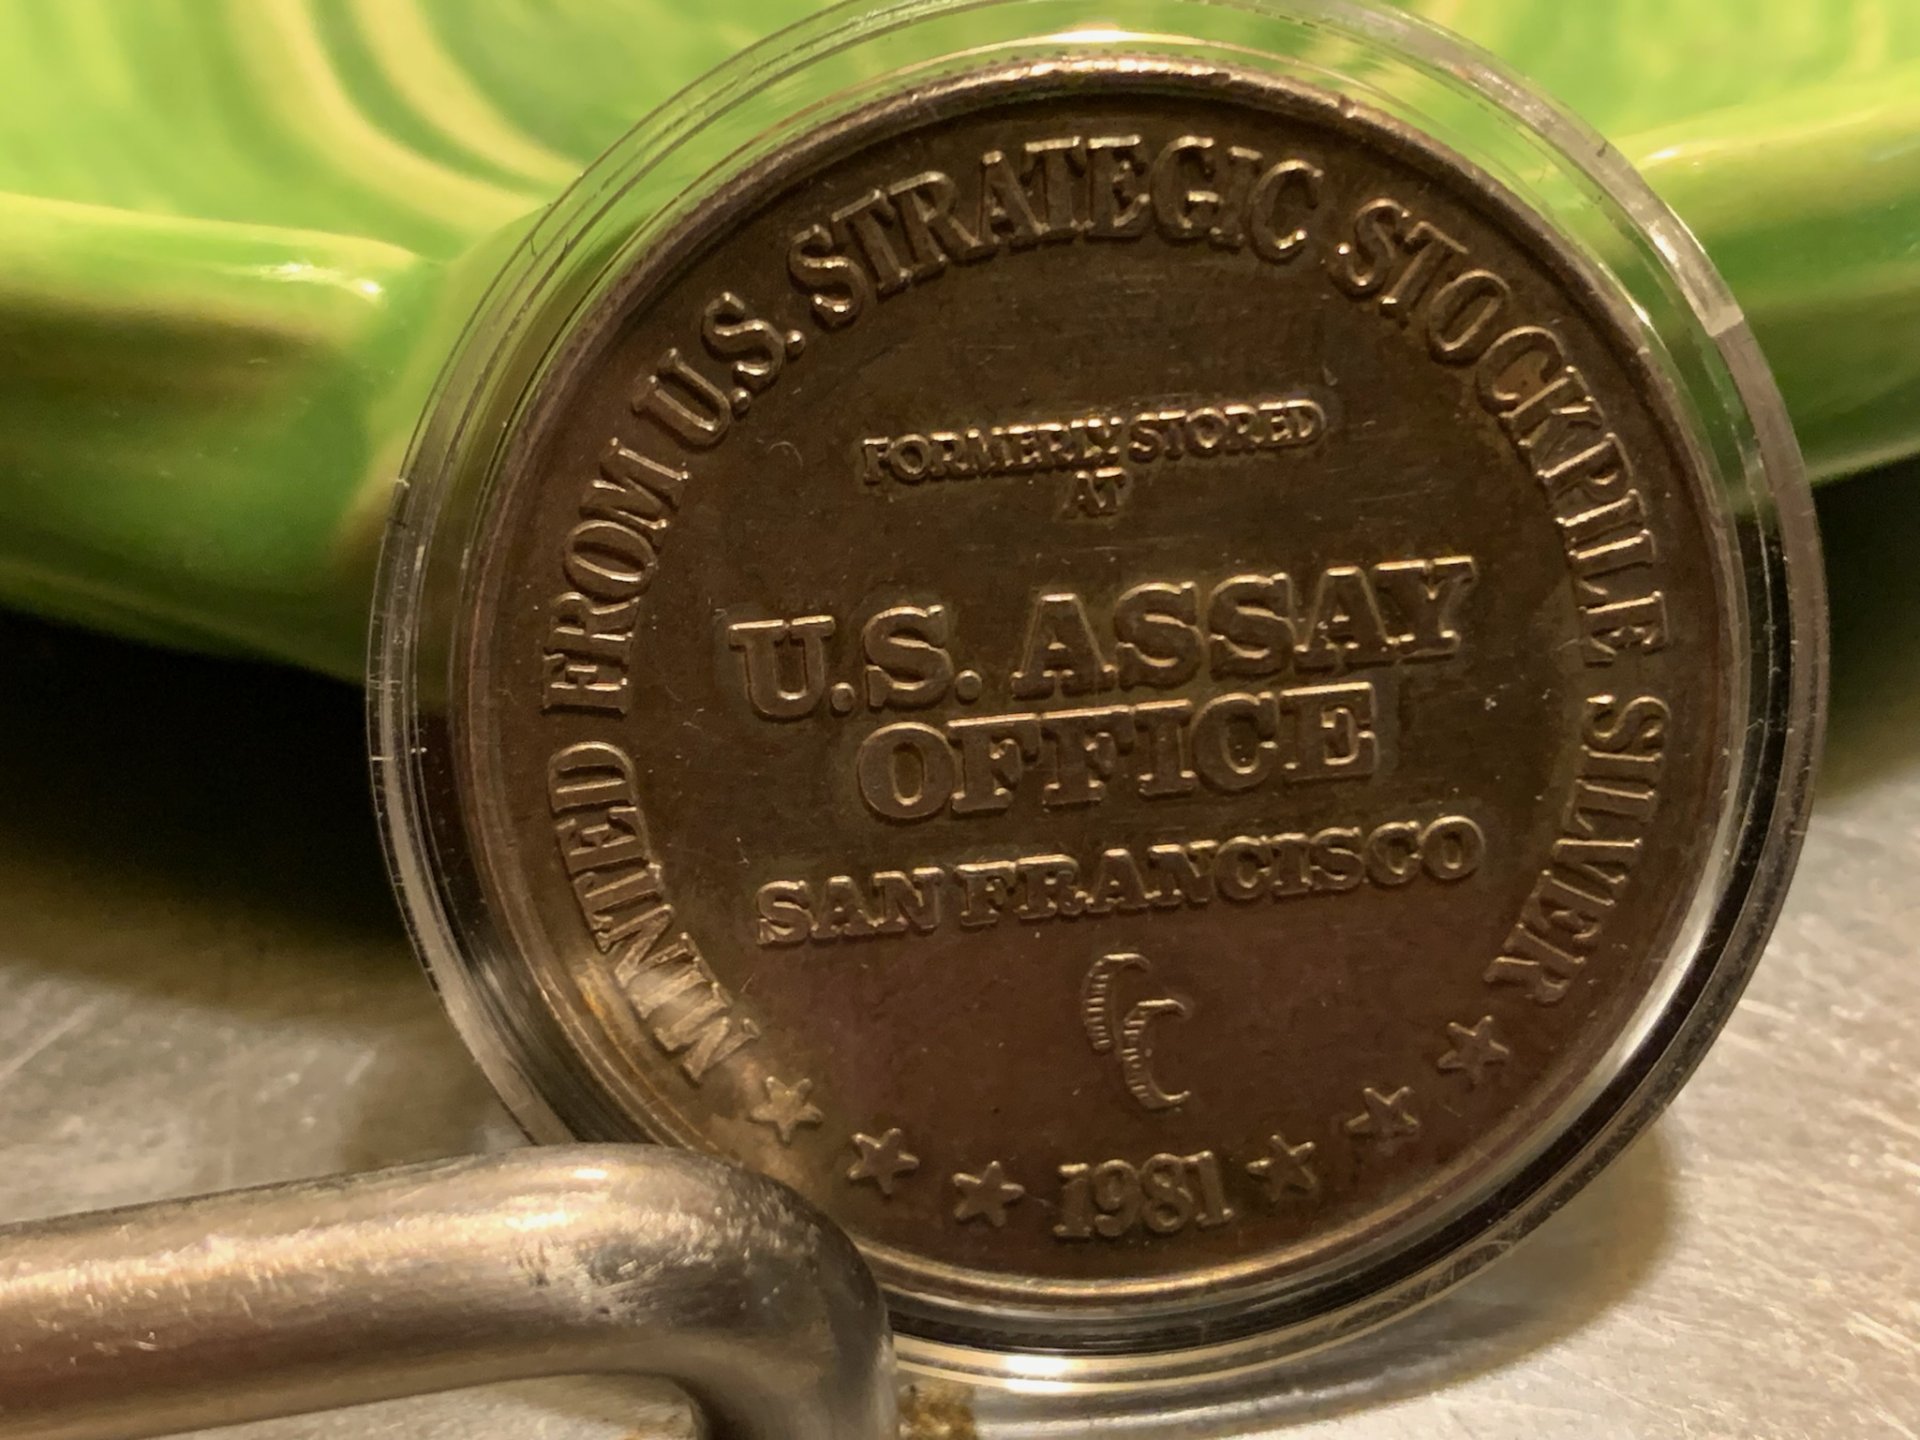 MINTED FROM U.S. STRATEGIC STOCKPILE SILVER
FORMERLY STORED
AT
U.S. ASSAY
OFFICE
SAN FRANCISCO
1981